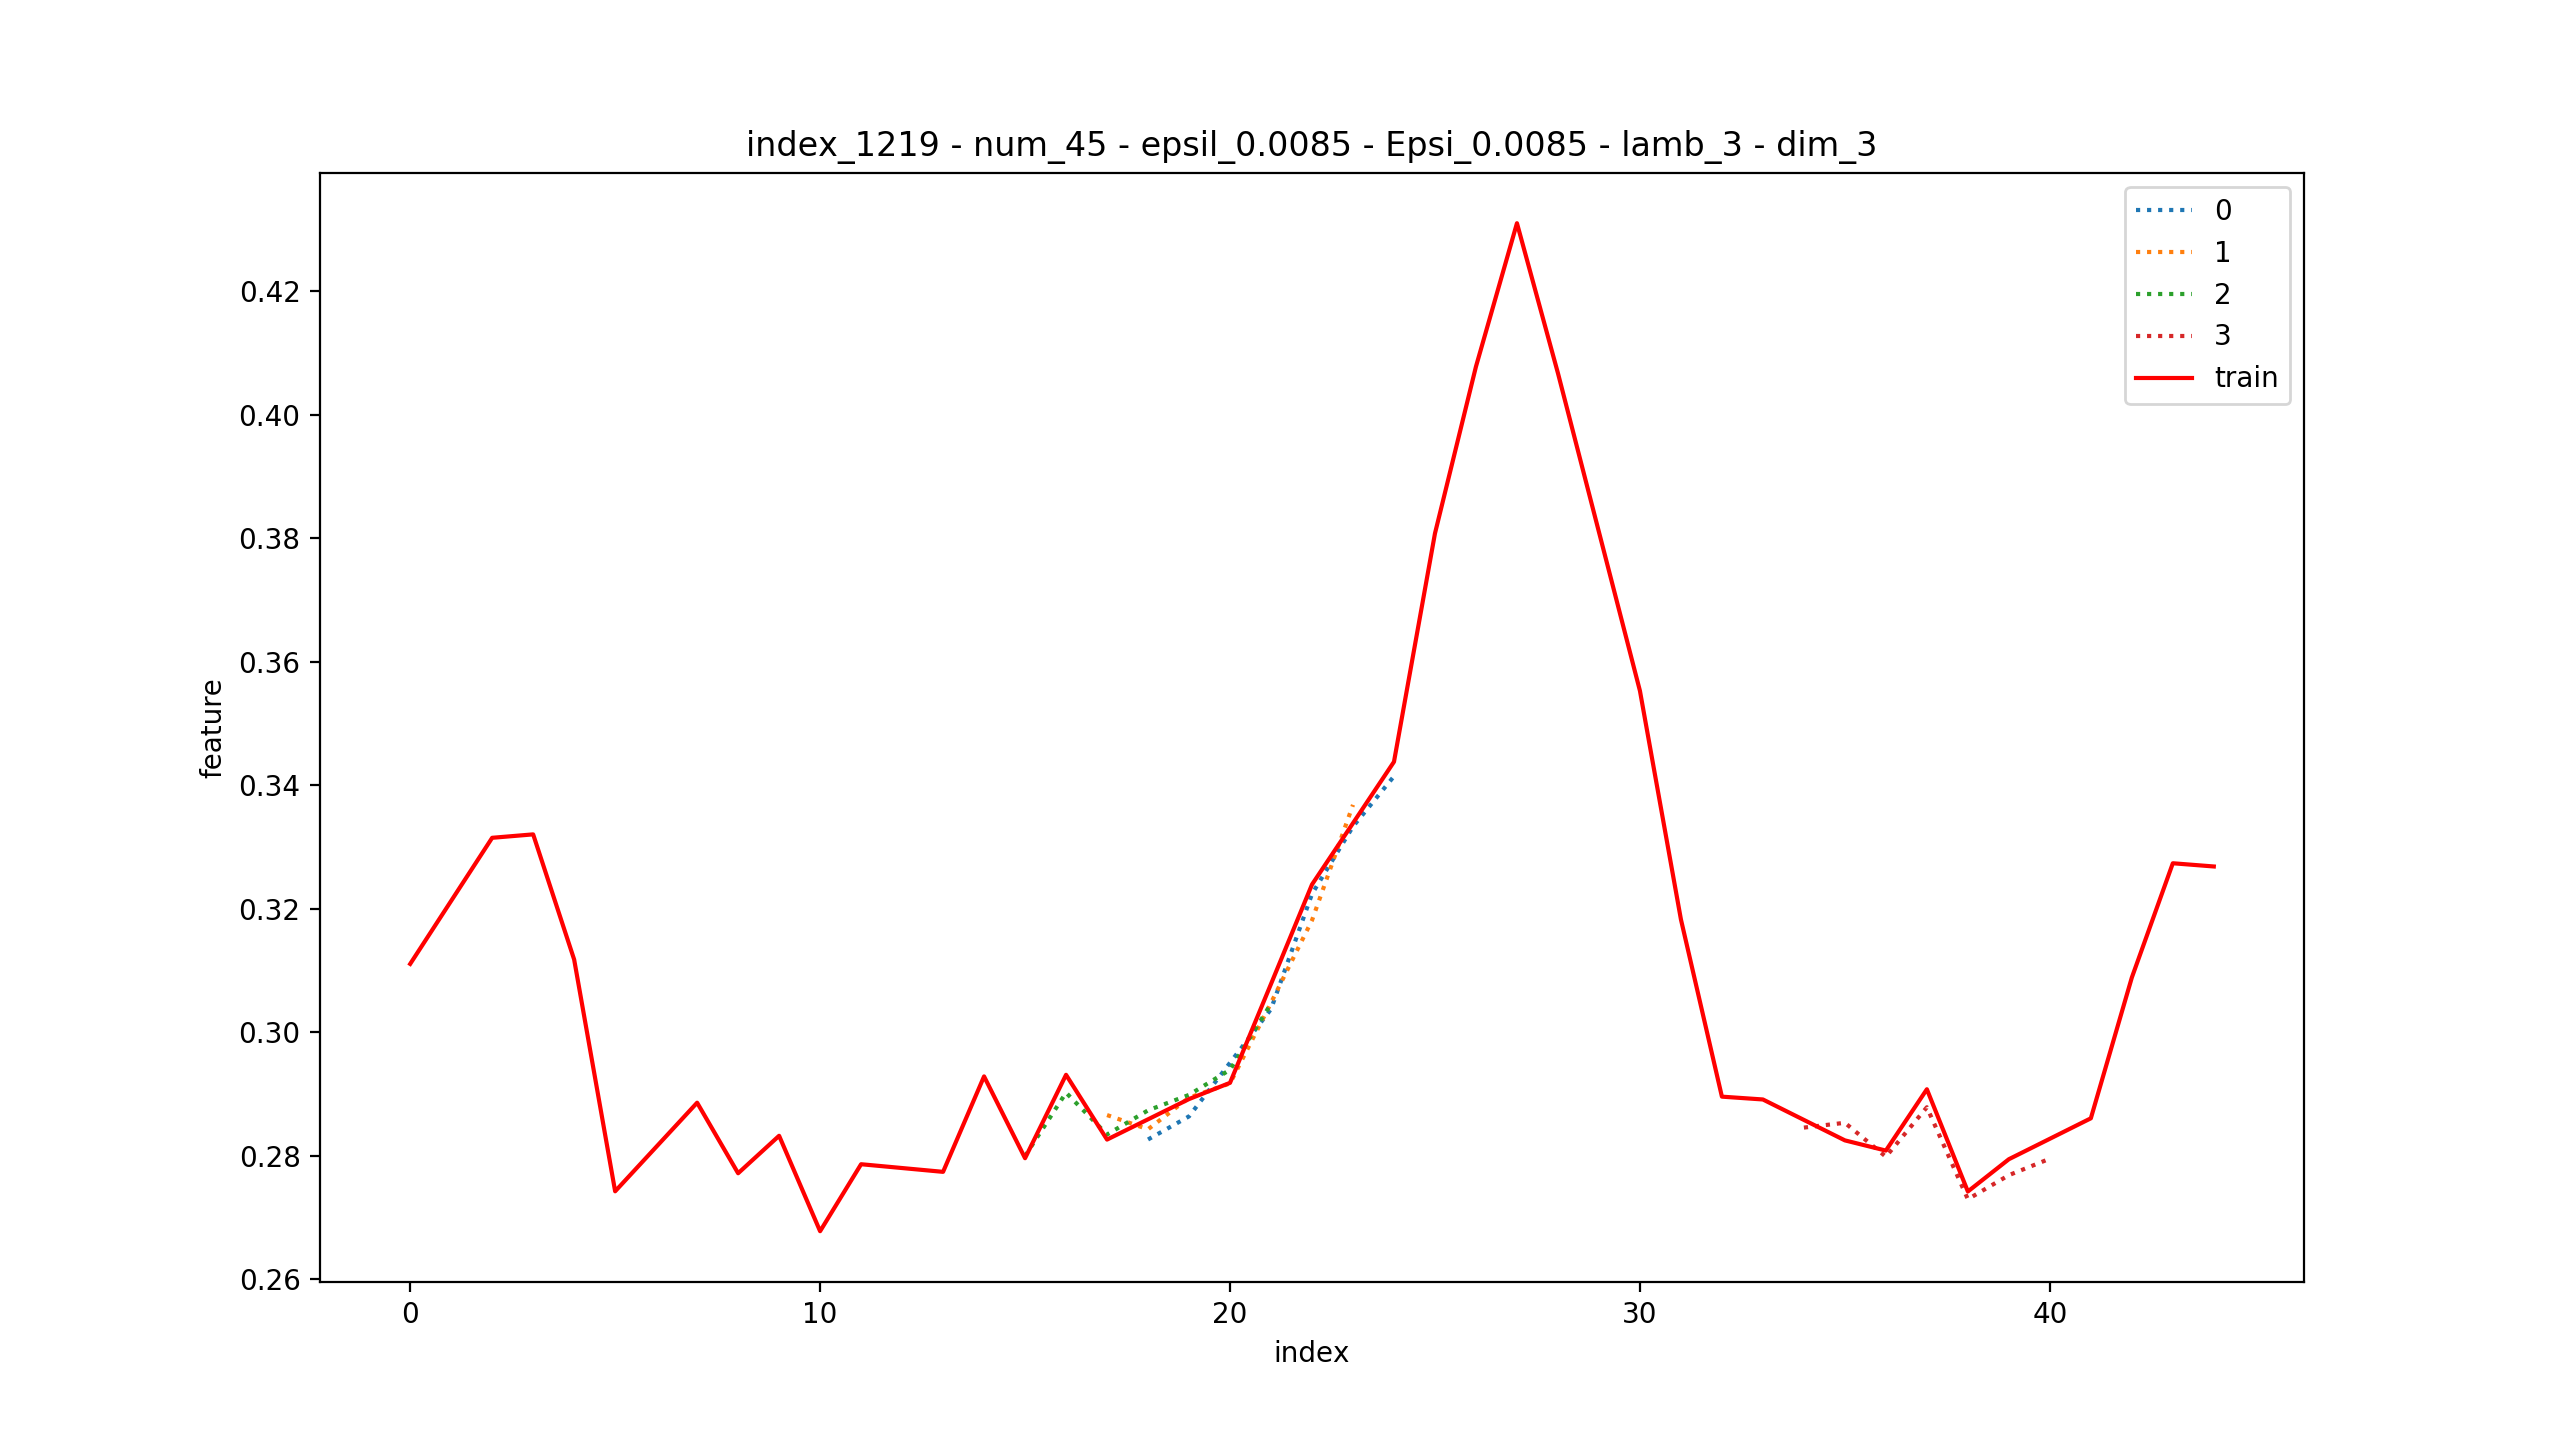 index_1219 - num_45 - epsil_0.0085 - Epsi_0.0085 - lamb_3 - dim_3
0
1
2
3
train
0.42
0.40
0.38
0.36
0.34
0.32
0.30
0.28
0.26
feature
0 10 20 30 40
index